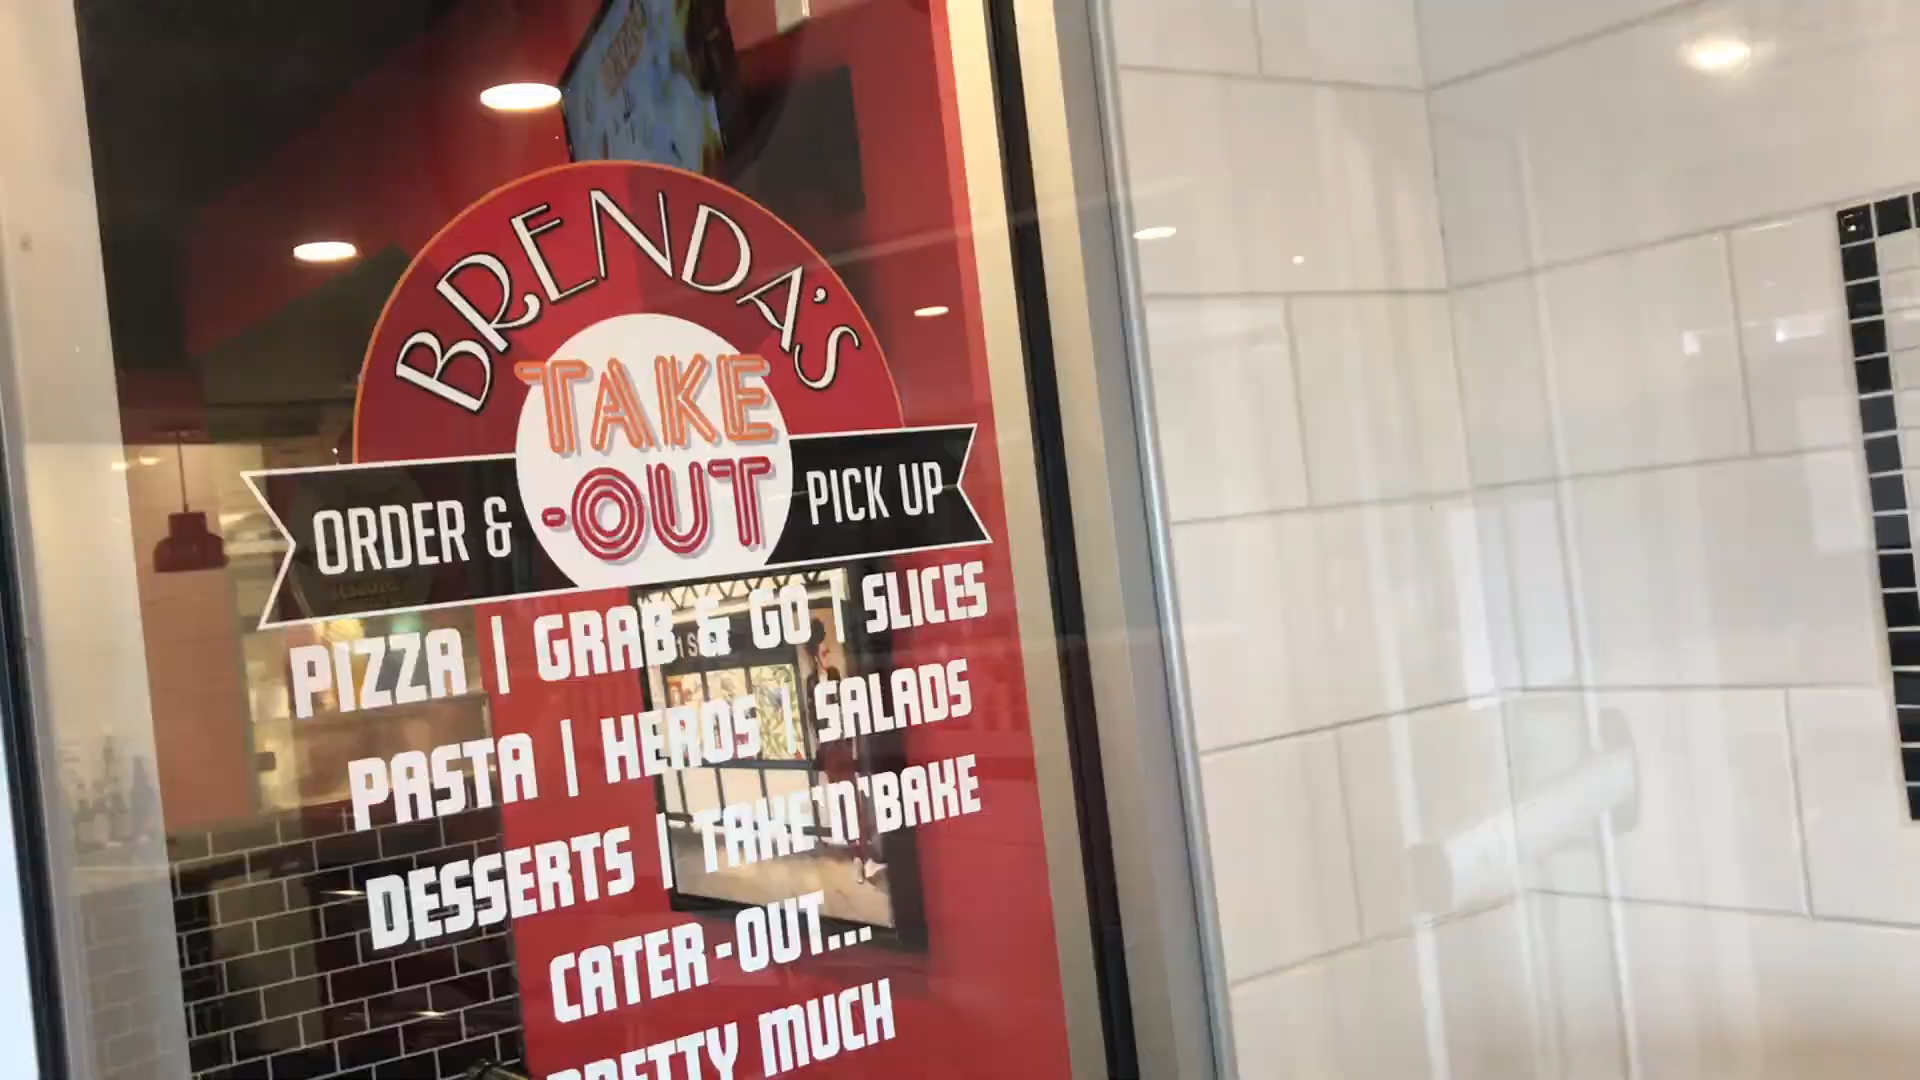 BRENDA'S
TAKE
-OUT
ORDER & PICK UP
PIZZA | GRAB & GO | SLICES
PASTA | HEROS | SALADS
DESSERTS | TAKE'N'BAKE
CATER-OUT...
PRETTY MUCH